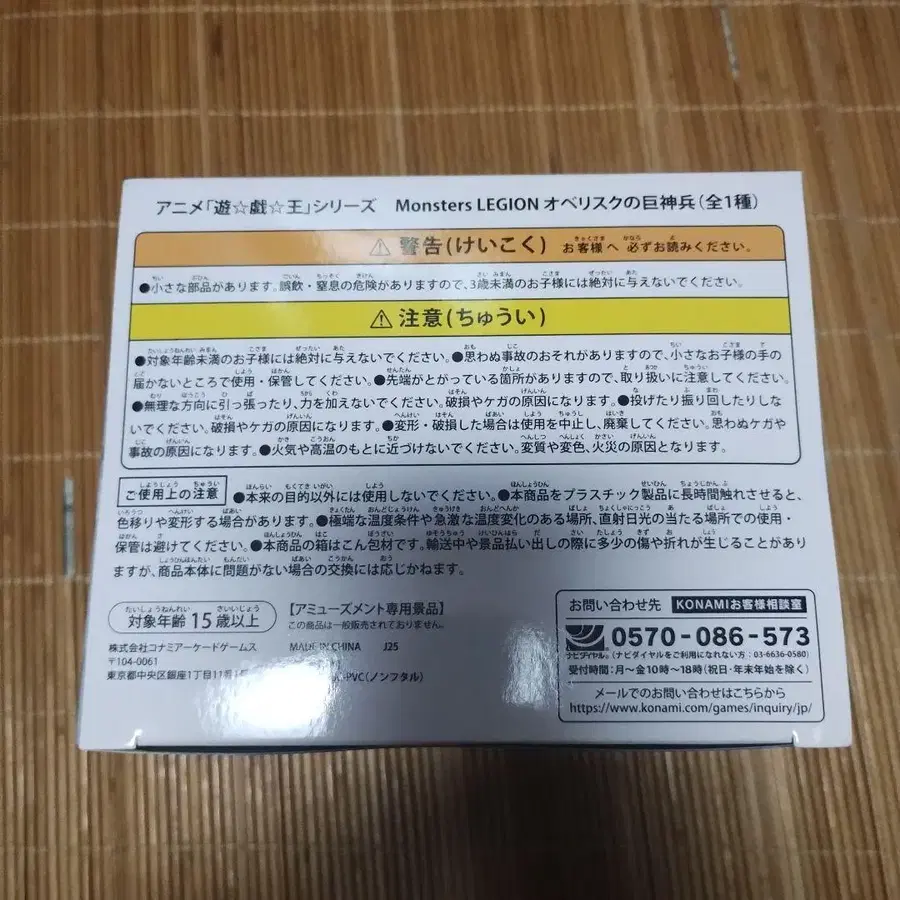 アニメ「遊☆戯☆王」シリーズ　Monsters LEGION オベリスクの巨神兵(全1種)
⚠ 警告(けいこく) お客様へ 必ずお読みください。
●小さな部品があります。誤飲・窒息の危険がありますので、3歳未満のお子様には絶対に与えないでください。
⚠ 注意(ちゅうい)
●対象年齢未満のお子様には絶対に与えないでください。●思わぬ事故のおそれがありますので、小さなお子様の手の
届かないところで使用・保管してください。●先端がとがっている箇所がありますので、取り扱いに注意してください。
●無理な方向に引っ張ったり、力を加えないでください。破損やケガの原因になります。●投げたり振り回したりしな
いでください。破損やケガの原因になります。●変形・破損した場合は使用を中止し、廃棄してください。思わぬケガや
事故の原因になります。●火気や高温のもとに近づけないでください。変質や変色、火災の原因となります。
ご使用上の注意 ●本来の目的以外には使用しないでください。●本商品をプラスチック製品に長時間触れさせると、
色移りや変形する場合があります。●極端な温度条件や急激な温度変化のある場所、直射日光の当たる場所での使用・
保管は避けてください。●本商品の箱はこん包材です。輸送中や景品払い出しの際に多少の傷や折れが生じることがあり
ますが、商品本体に問題がない場合の交換には応じかねます。
対象年齢 15歳以上
【アミューズメント専用景品】
この商品は一般販売されておりません。
株式会社コナミアーケードゲームス
〒104-0061
東京都中央区銀座1丁目11番1
MADE IN CHINA J25
PVC(ノンフタル)
お問い合わせ先 KONAMIお客様相談室
ナビダイヤル。 0570-086-573
(ナビダイヤルをご利用になれない方: 03-6636-0580)
受付時間:月〜金10時〜18時(祝日・年末年始を除く)
メールでのお問い合わせはこちらから
https://www.konami.com/games/inquiry/jp/